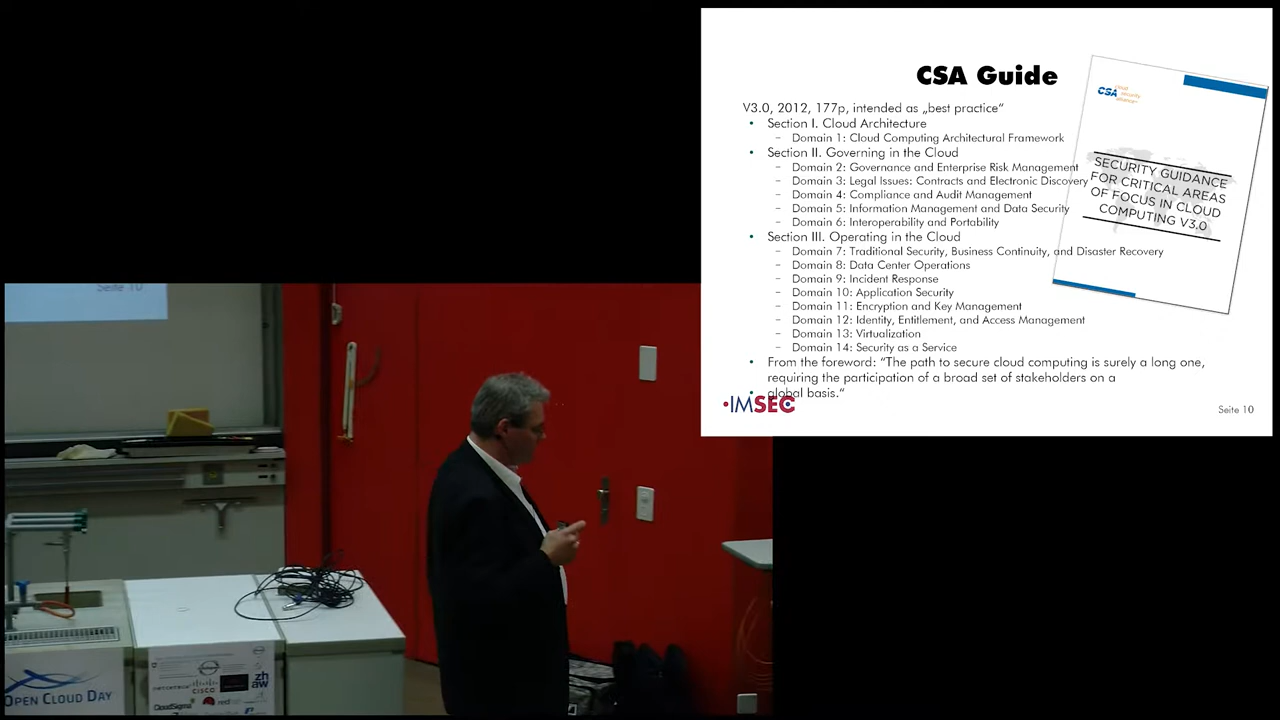 CSA Guide
V3.0, 2012, 177p, intended as „best practice“
• Section I. Cloud Architecture
– Domain 1: Cloud Computing Architectural Framework
• Section II. Governing in the Cloud
– Domain 2: Governance and Enterprise Risk Management
– Domain 3: Legal Issues: Contracts and Electronic Discovery
– Domain 4: Compliance and Audit Management
– Domain 5: Information Management and Data Security
– Domain 6: Interoperability and Portability
• Section III. Operating in the Cloud
– Domain 7: Traditional Security, Business Continuity, and Disaster Recovery
– Domain 8: Data Center Operations
– Domain 9: Incident Response
– Domain 10: Application Security
– Domain 11: Encryption and Key Management
– Domain 12: Identity, Entitlement, and Access Management
– Domain 13: Virtualization
– Domain 14: Security as a Service
• From the foreword: “The path to secure cloud computing is surely a long one,
requiring the participation of a broad set of stakeholders on a
• global basis.“
IMSEC
Seite 10
CSA cloud security alliance
SECURITY GUIDANCE
FOR CRITICAL AREAS
OF FOCUS IN CLOUD
COMPUTING V3.0
Seite 10
OPEN CLOUD DAY
CISCO
zh
aw
CloudSigma
red